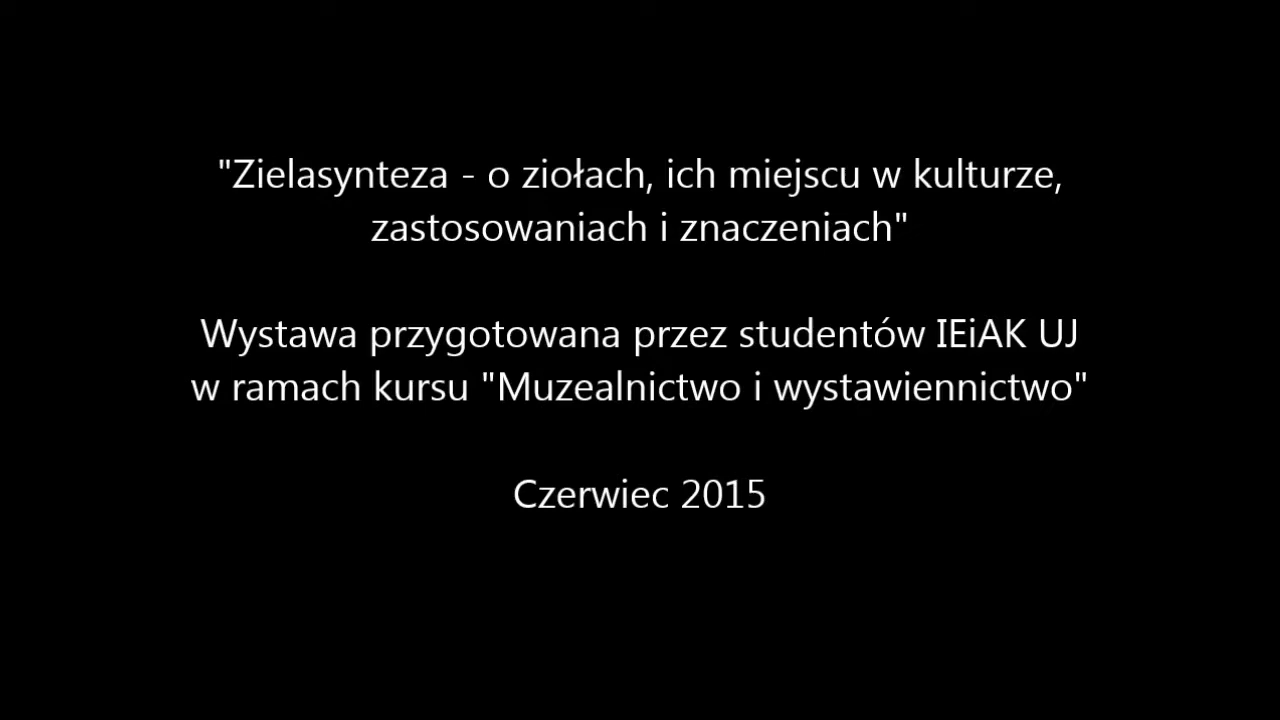 "Zielasynteza - o ziołach, ich miejscu w kulturze,
zastosowaniach i znaczeniach"
Wystawa przygotowana przez studentów IEiAK UJ
w ramach kursu "Muzealnictwo i wystawiennictwo"
Czerwiec 2015